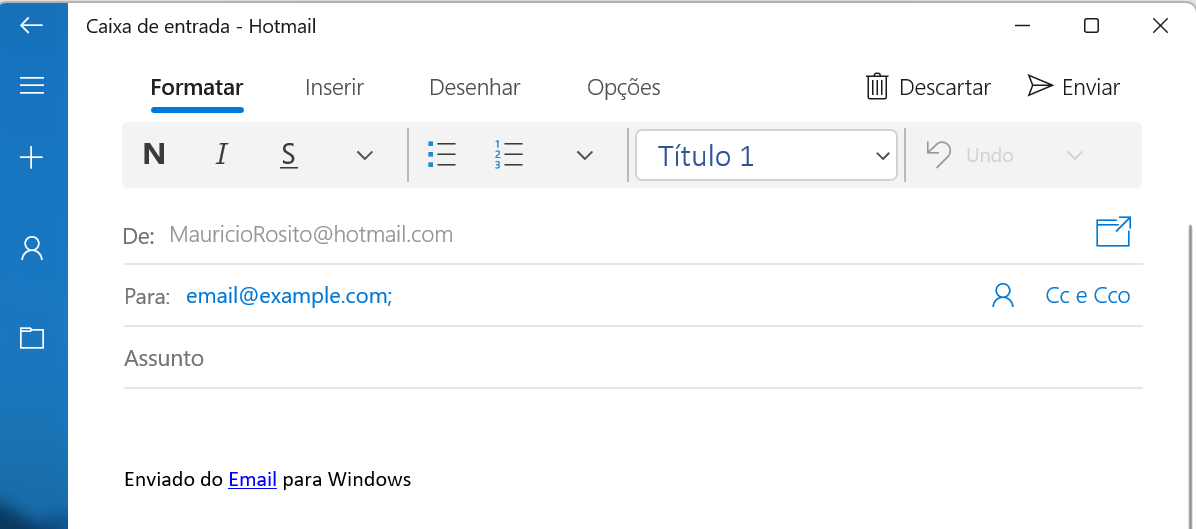 Caixa de entrada - Hotmail
Formatar Inserir Desenhar Opções Descartar Enviar
N I S 1 2 3 Título 1 Undo
De: MauricioRosito@hotmail.com
Para: email@example.com; Cc e Cco
Assunto
Enviado do Email para Windows